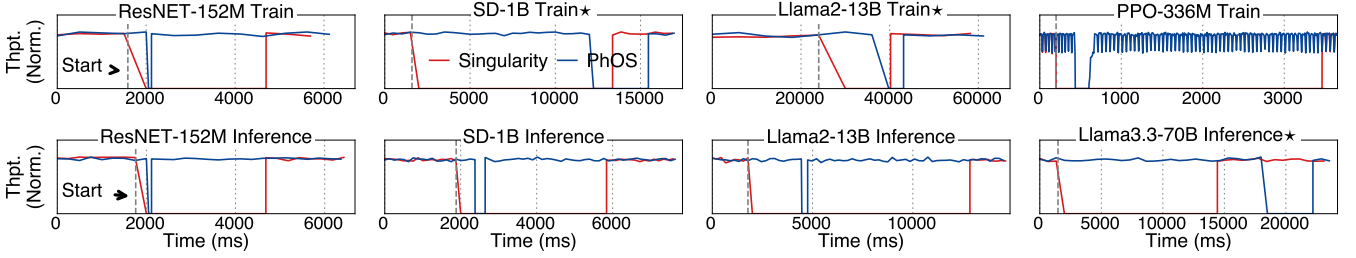 ResNET-152M Train
SD-1B Train★
Llama2-13B Train★
PPO-336M Train
Thpt.
(Norm.)
Start
Singularity
PhOS
0 2000 4000 6000
0 5000 10000 15000
0 20000 40000 60000
0 1000 2000 3000
ResNET-152M Inference
SD-1B Inference
Llama2-13B Inference
Llama3.3-70B Inference★
Thpt.
(Norm.)
Start
0 2000 4000 6000
0 2000 4000 6000
0 5000 10000
0 5000 10000 15000 20000
Time (ms)
Time (ms)
Time (ms)
Time (ms)